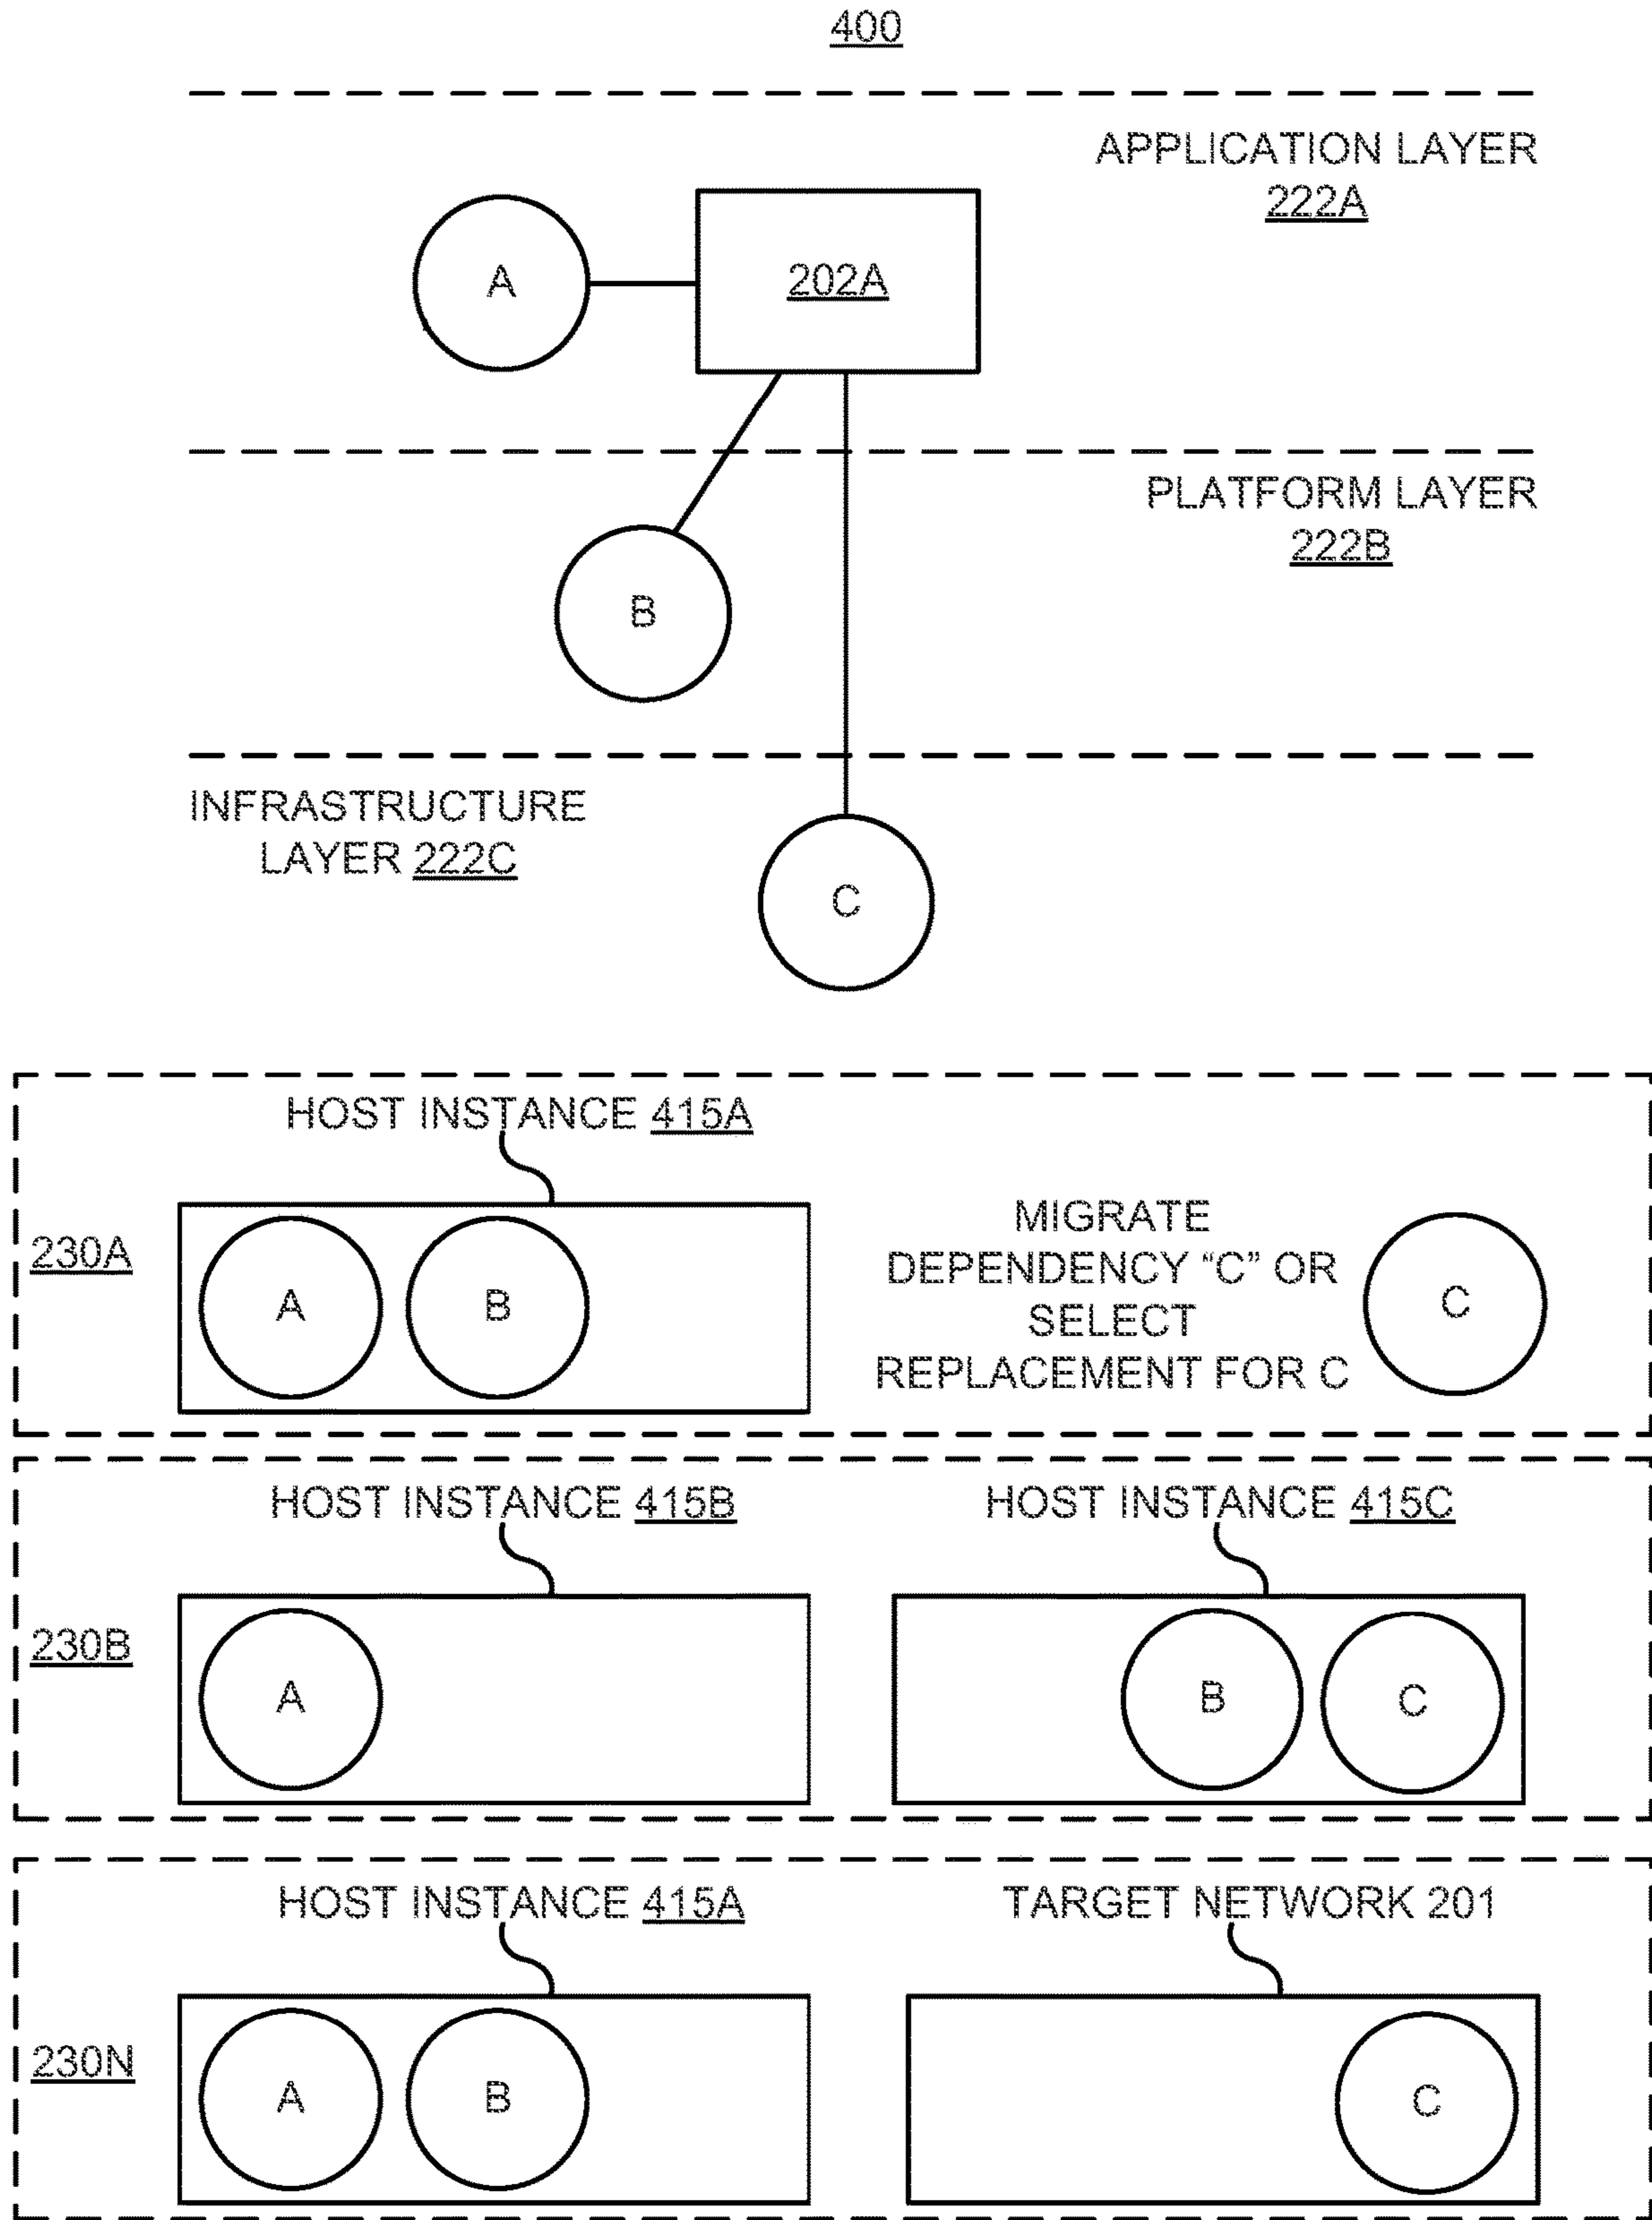 400
APPLICATION LAYER
222A
A
202A
PLATFORM LAYER
222B
B
INFRASTRUCTURE
LAYER 222C
C
HOST INSTANCE 415A
230A
A
B
MIGRATE
DEPENDENCY “C” OR
SELECT
REPLACEMENT FOR C
C
HOST INSTANCE 415B
HOST INSTANCE 415C
230B
A
B
C
HOST INSTANCE 415A
TARGET NETWORK 201
230N
A
B
C